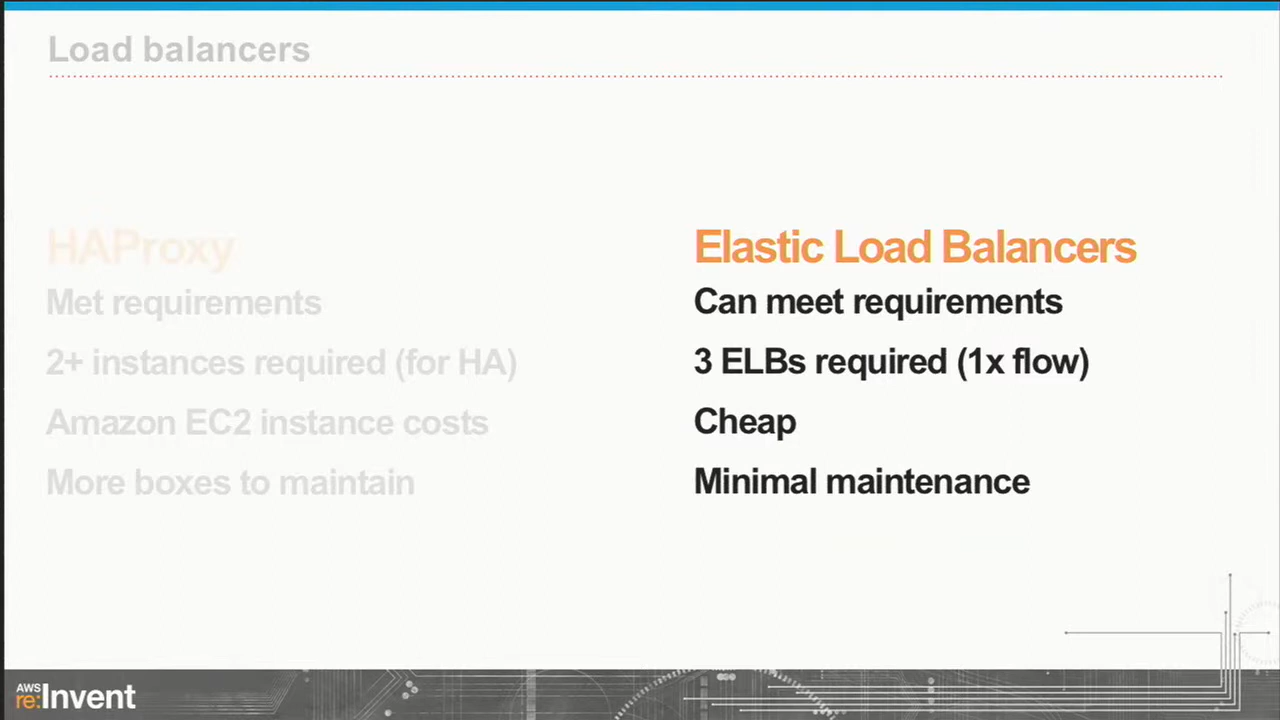 Load balancers
HAProxy
Met requirements
2+ instances required (for HA)
Amazon EC2 instance costs
More boxes to maintain
Elastic Load Balancers
Can meet requirements
3 ELBs required (1x flow)
Cheap
Minimal maintenance
AWS
re:Invent